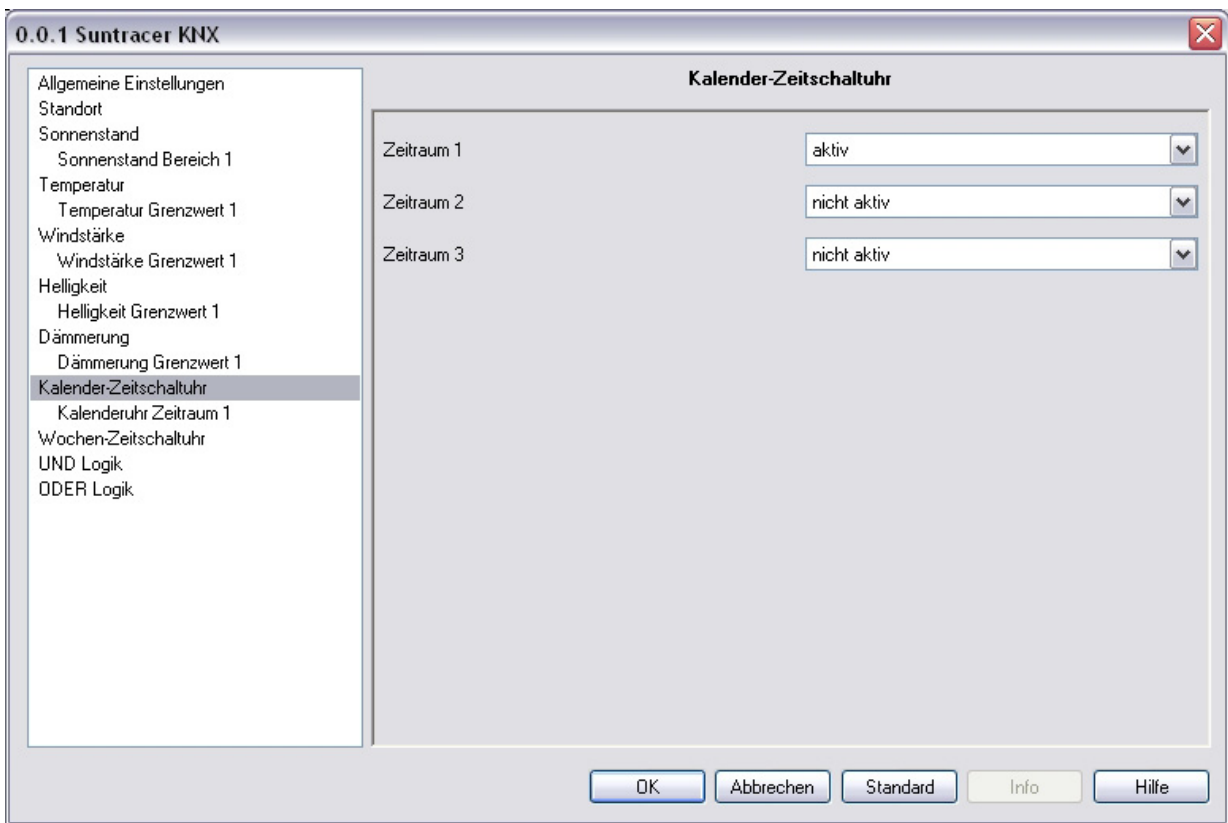 0.0.1 Suntracer KNX
Allgemeine Einstellungen
Standort
Sonnenstand
Sonnenstand Bereich 1
Temperatur
Temperatur Grenzwert 1
Windstärke
Windstärke Grenzwert 1
Helligkeit
Helligkeit Grenzwert 1
Dämmerung
Dämmerung Grenzwert 1
Kalender-Zeitschaltuhr
Kalenderuhr Zeitraum 1
Wochen-Zeitschaltuhr
UND Logik
ODER Logik
Kalender-Zeitschaltuhr
Zeitraum 1 aktiv
Zeitraum 2 nicht aktiv
Zeitraum 3 nicht aktiv
OK Abbrechen Standard Info Hilfe